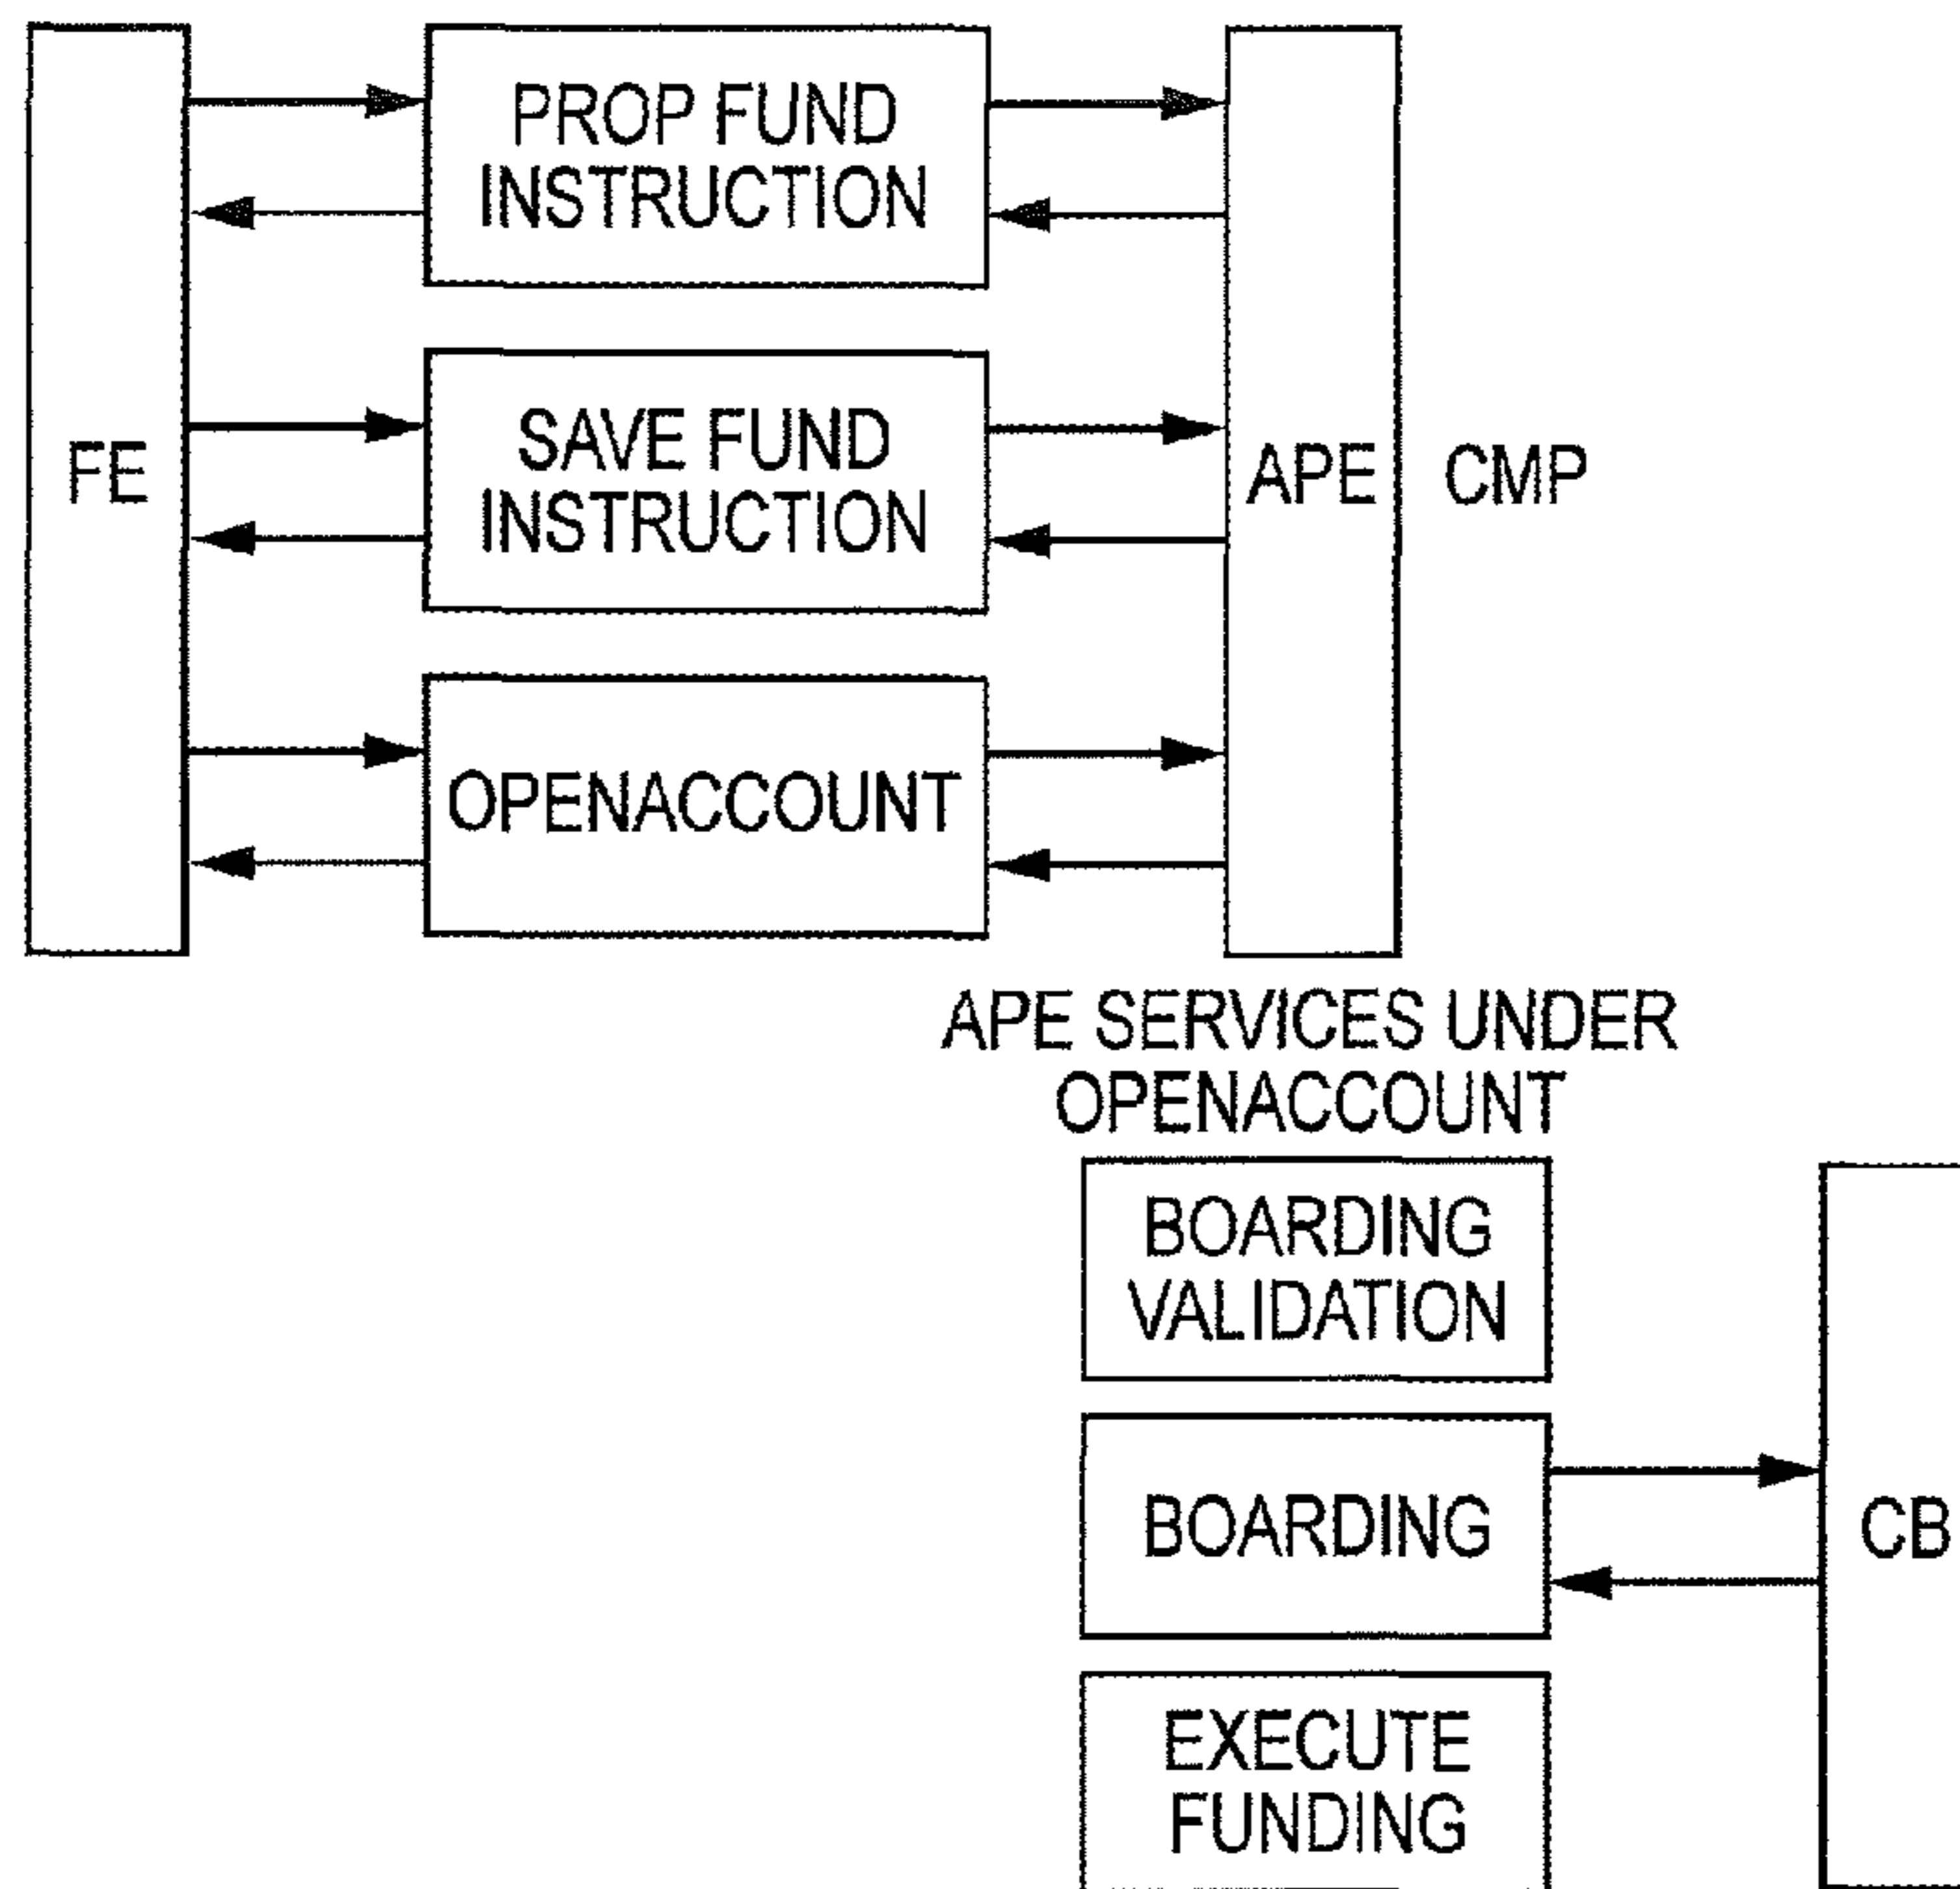 PROP FUND
INSTRUCTION
FE
SAVE FUND
INSTRUCTION
APE
CMP
OPENACCOUNT
APE SERVICES UNDER
OPENACCOUNT
BOARDING
VALIDATION
BOARDING
CB
EXECUTE
FUNDING